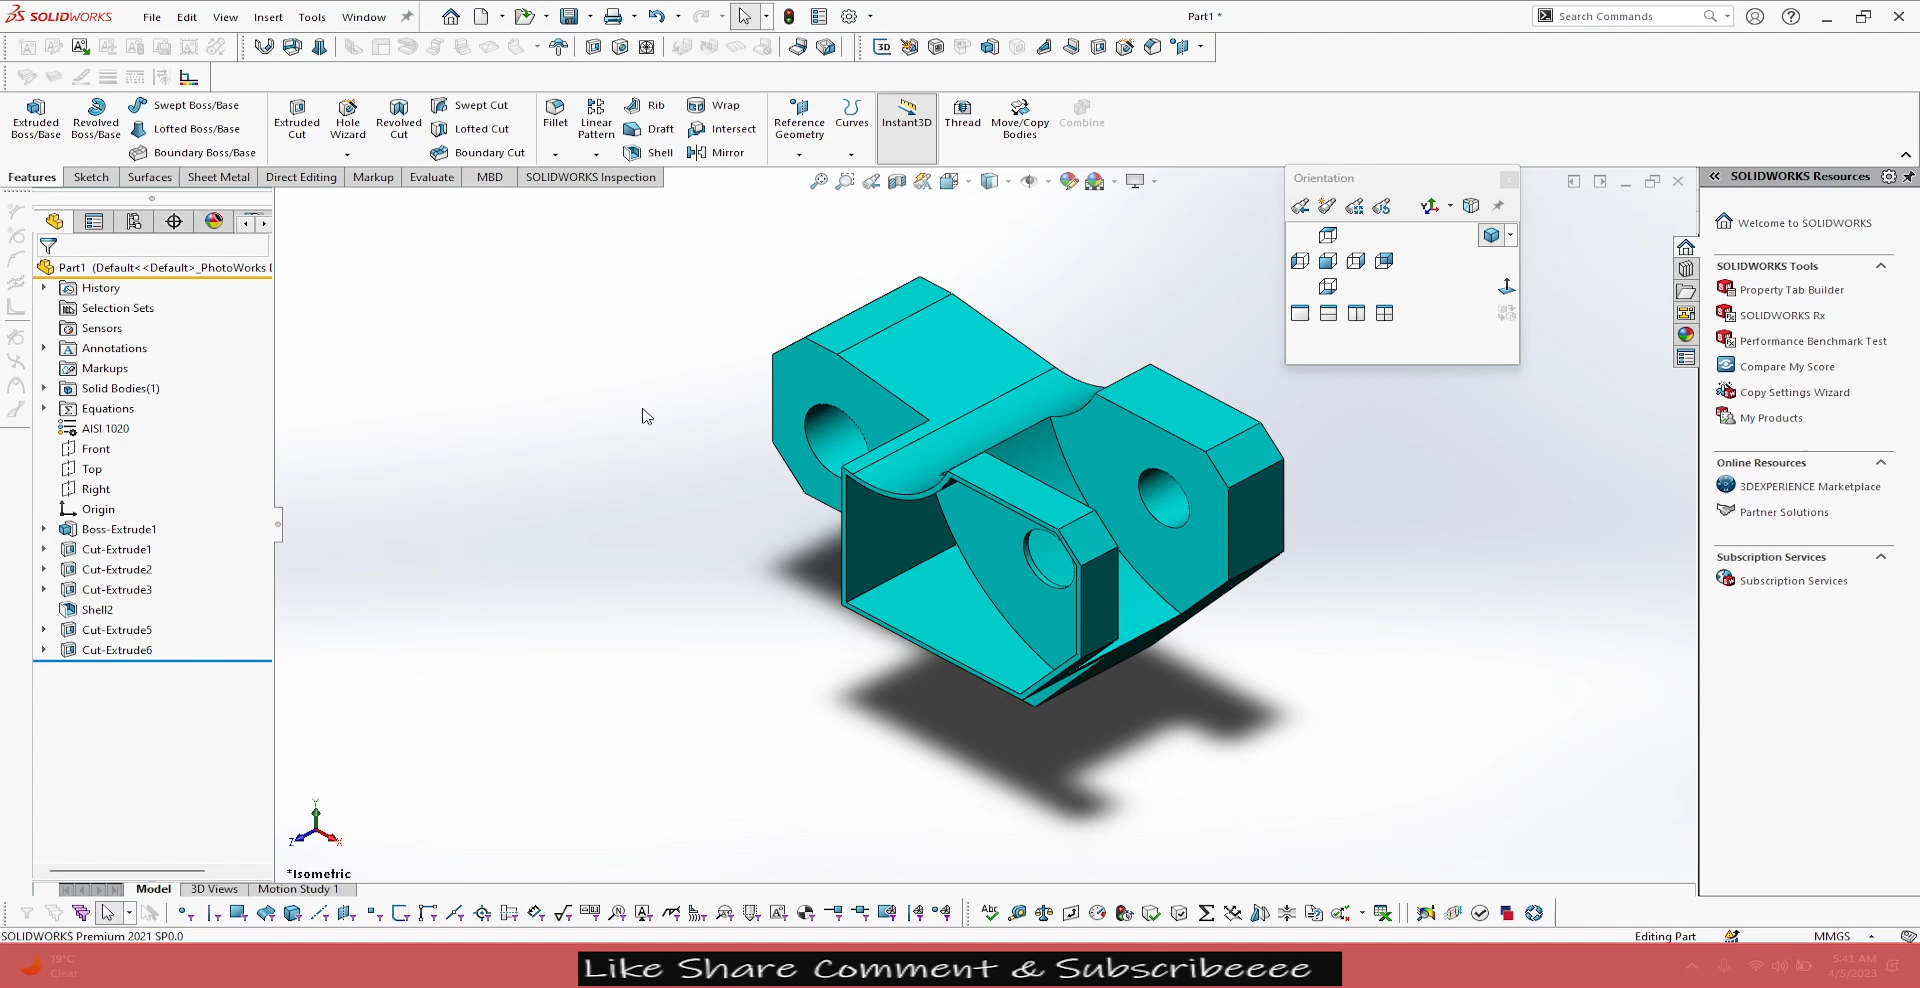 SOLIDWORKS File Edit View Insert Tools Window Part1 * Search Commands
Extruded Boss/Base
Revolved Boss/Base
Swept Boss/Base
Lofted Boss/Base
Boundary Boss/Base
Extruded Cut
Hole Wizard
Revolved Cut
Swept Cut
Lofted Cut
Boundary Cut
Fillet
Linear Pattern
Rib
Draft
Shell
Wrap
Intersect
Mirror
Reference Geometry
Curves
Instant3D
Thread
Move/Copy Bodies
Combine
Features Sketch Surfaces Sheet Metal Direct Editing Markup Evaluate MBD SOLIDWORKS Inspection
Part1 (Default<<Default>_PhotoWorks
History
Selection Sets
Sensors
Annotations
Markups
Solid Bodies(1)
Equations
AISI 1020
Front
Top
Right
Origin
Boss-Extrude1
Cut-Extrude1
Cut-Extrude2
Cut-Extrude3
Shell2
Cut-Extrude5
Cut-Extrude6
Orientation
Y
Z
X
*Isometric
SOLIDWORKS Resources
Welcome to SOLIDWORKS
SOLIDWORKS Tools
Property Tab Builder
SOLIDWORKS Rx
Performance Benchmark Test
Compare My Score
Copy Settings Wizard
My Products
Online Resources
3DEXPERIENCE Marketplace
Partner Solutions
Subscription Services
Subscription Services
Model 3D Views Motion Study 1
SOLIDWORKS Premium 2021 SP0.0 Editing Part MMGS
19°C
Clear
Like Share Comment & Subscribeeee
5:41 AM
4/5/2023